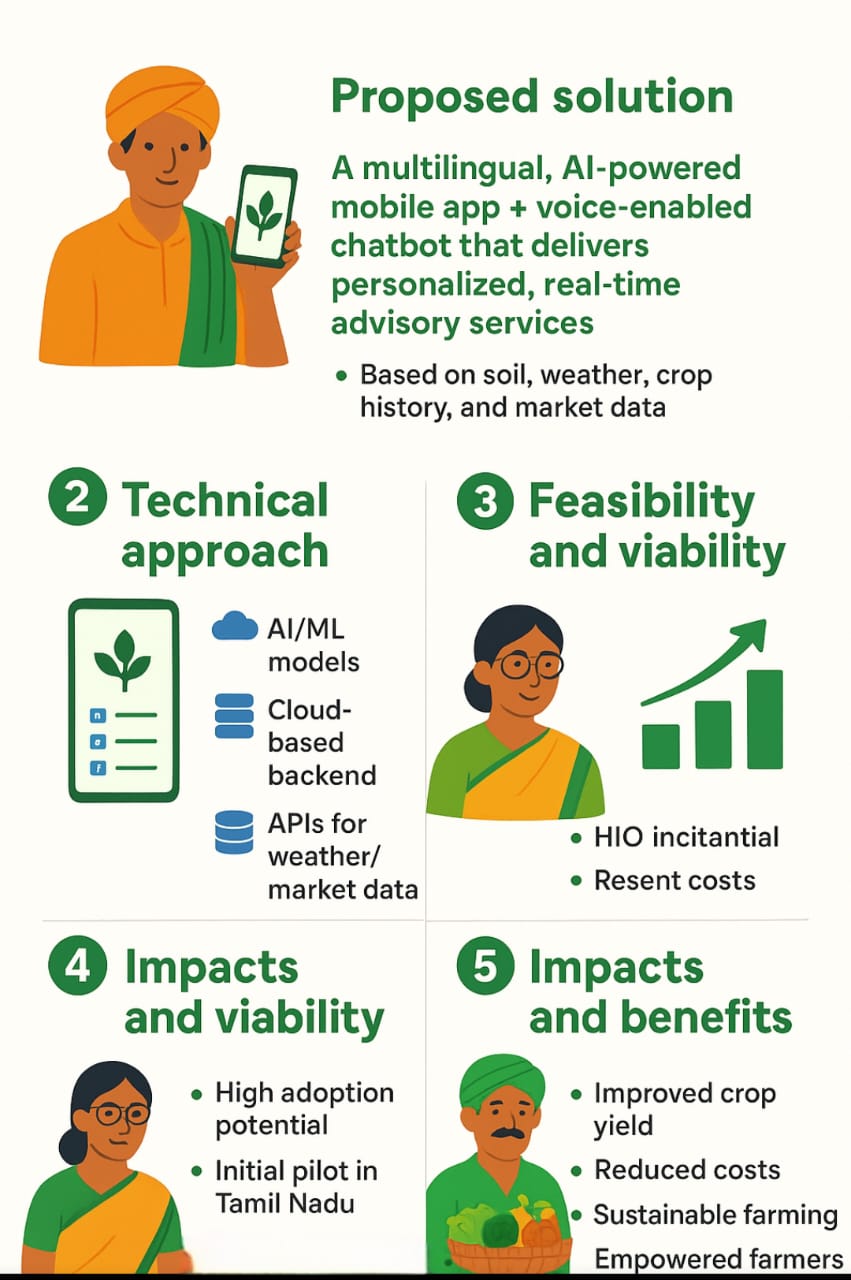 Proposed solution
A multilingual, AI-powered
mobile app + voice-enabled
chatbot that delivers
personalized, real-time
advisory services
• Based on soil, weather, crop
history, and market data
2 Technical
approach
n
o
f
AI/ML
models
Cloud-
based
backend
APIs for
weather/
market data
3 Feasibility
and viability
• HIO incitantial
• Resent costs
4 Impacts
and viability
• High adoption
potential
• Initial pilot in
Tamil Nadu
5 Impacts
and benefits
• Improved crop
yield
• Reduced costs
• Sustainable farming
Empowered farmers